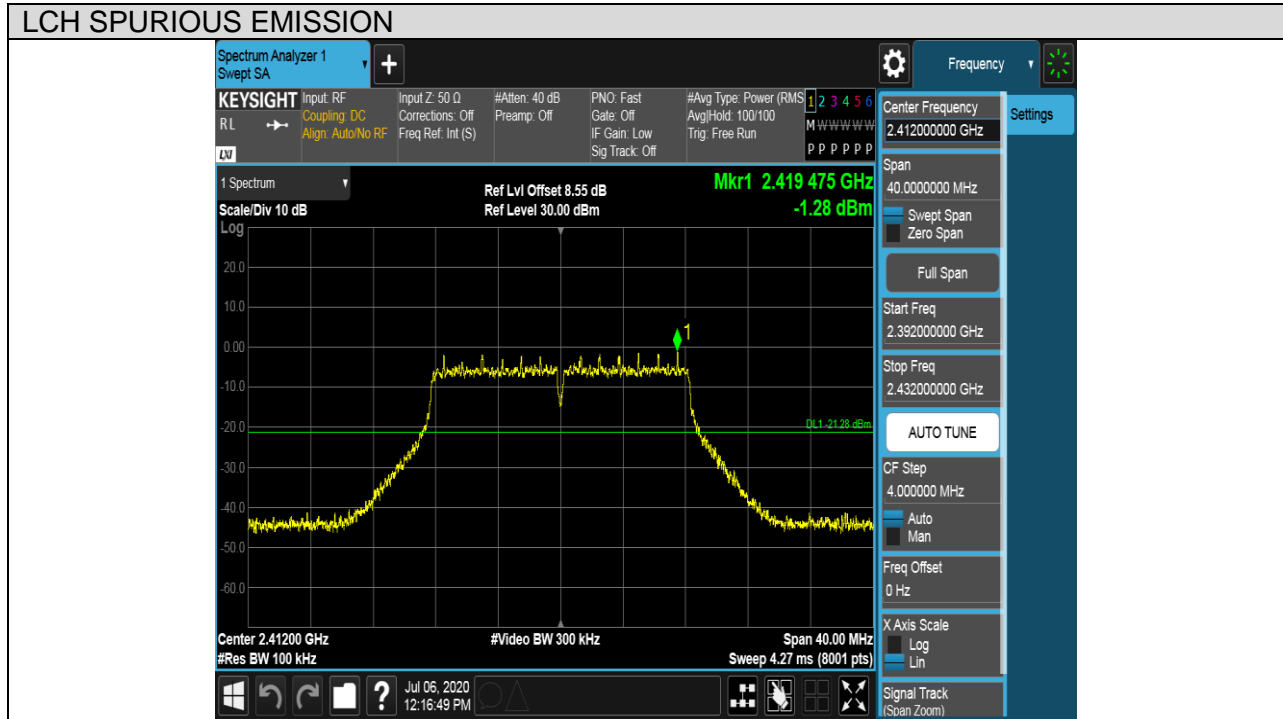 LCH SPURIOUS EMISSION
Spectrum Analyzer 1
Swept SA
+
Frequency
KEYSIGHT
RL
LXI
Input: RF
Coupling: DC
Align: Auto/No RF
Input Z: 50 Ω
Corrections: Off
Freq Ref: Int (S)
#Atten: 40 dB
Preamp: Off
PNO: Fast
Gate: Off
IF Gain: Low
Sig Track: Off
#Avg Type: Power (RMS
Avg|Hold: 100/100
Trig: Free Run
1 2 3 4 5 6
M W W W W W
P P P P P P
1 Spectrum
Scale/Div 10 dB
Log
Ref Lvl Offset 8.55 dB
Ref Level 30.00 dBm
Mkr1 2.419 475 GHz
-1.28 dBm
20.0
10.0
0.00
-10.0
-20.0
-30.0
-40.0
-50.0
-60.0
1
DL1 -21.28 dBm
Center 2.41200 GHz
#Res BW 100 kHz
#Video BW 300 kHz
Span 40.00 MHz
Sweep 4.27 ms (8001 pts)
?
Jul 06, 2020
12:16:49 PM
Center Frequency
2.412000000 GHz
Settings
Span
40.0000000 MHz
Swept Span
Zero Span
Full Span
Start Freq
2.392000000 GHz
Stop Freq
2.432000000 GHz
AUTO TUNE
CF Step
4.000000 MHz
Auto
Man
Freq Offset
0 Hz
X Axis Scale
Log
Lin
Signal Track
(Span Zoom)